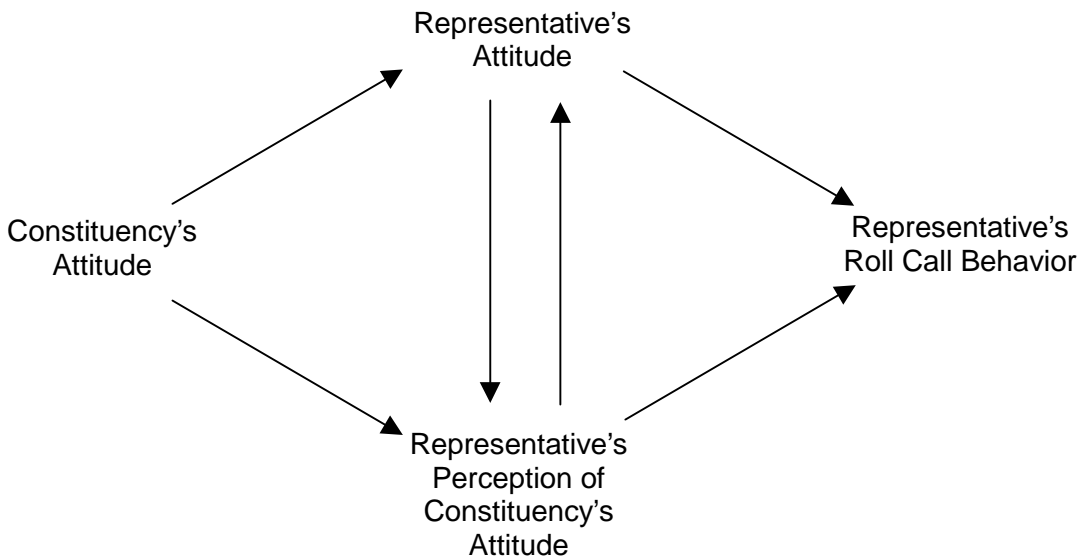 Representative’s
Attitude
Constituency’s
Attitude
Representative’s
Roll Call Behavior
Representative’s
Perception of
Constituency’s
Attitude